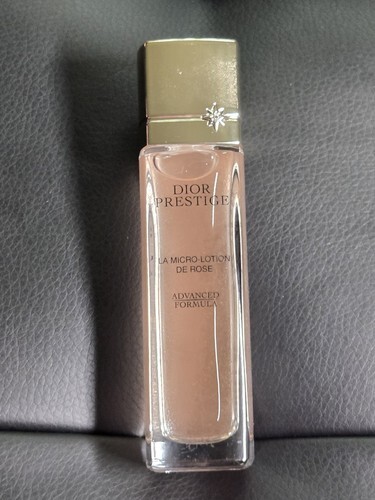 DIOR
PRESTIGE
LA MICRO-LOTION
DE ROSE
ADVANCED
FORMULA